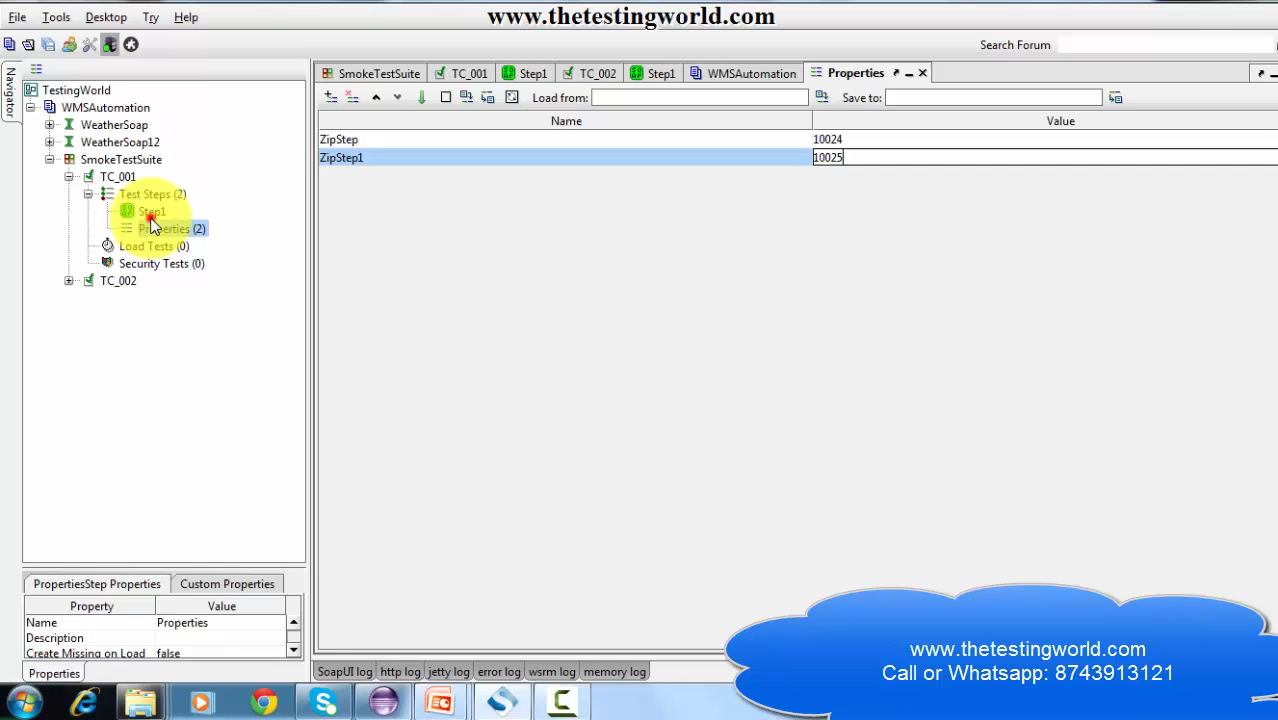 File Tools Desktop Try Help
www.thetestingworld.com
Search Forum
Navigator
TestingWorld
WMSAutomation
WeatherSoap
WeatherSoap12
SmokeTestSuite
TC_001
Test Steps (2)
Step1
Properties (2)
Load Tests (0)
Security Tests (0)
TC_002
SmokeTestSuite TC_001 Step1 TC_002 Step1 WMSAutomation Properties
Load from: Save to:
Name Value
ZipStep 10024
ZipStep1 10025
PropertiesStep Properties Custom Properties
Property Value
Name Properties
Description
Create Missing on Load false
Properties
SoapUI log http log jetty log error log wsrm log memory log
www.thetestingworld.com
Call or Whatsapp: 8743913121